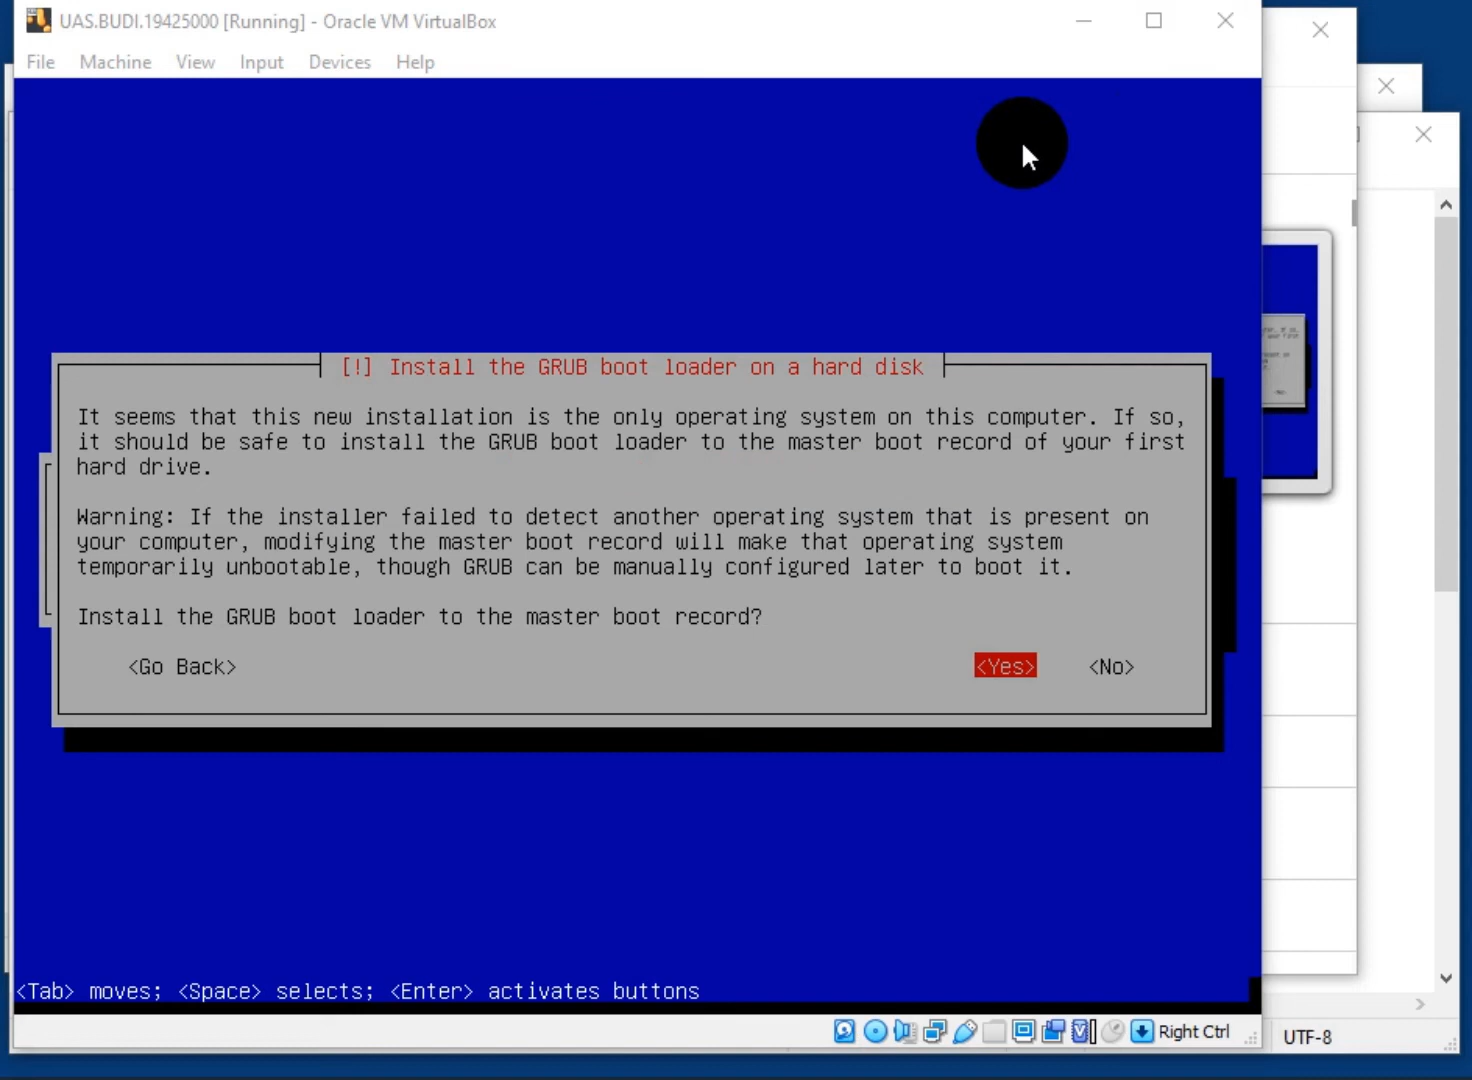 UAS.BUDI.19425000 [Running] - Oracle VM VirtualBox
File Machine View Input Devices Help
[!] Install the GRUB boot loader on a hard disk
It seems that this new installation is the only operating system on this computer. If so,
it should be safe to install the GRUB boot loader to the master boot record of your first
hard drive.
Warning: If the installer failed to detect another operating system that is present on
your computer, modifying the master boot record will make that operating system
temporarily unbootable, though GRUB can be manually configured later to boot it.
Install the GRUB boot loader to the master boot record?
<Go Back> <Yes> <No>
<Tab> moves; <Space> selects; <Enter> activates buttons
Right Ctrl
UTF-8